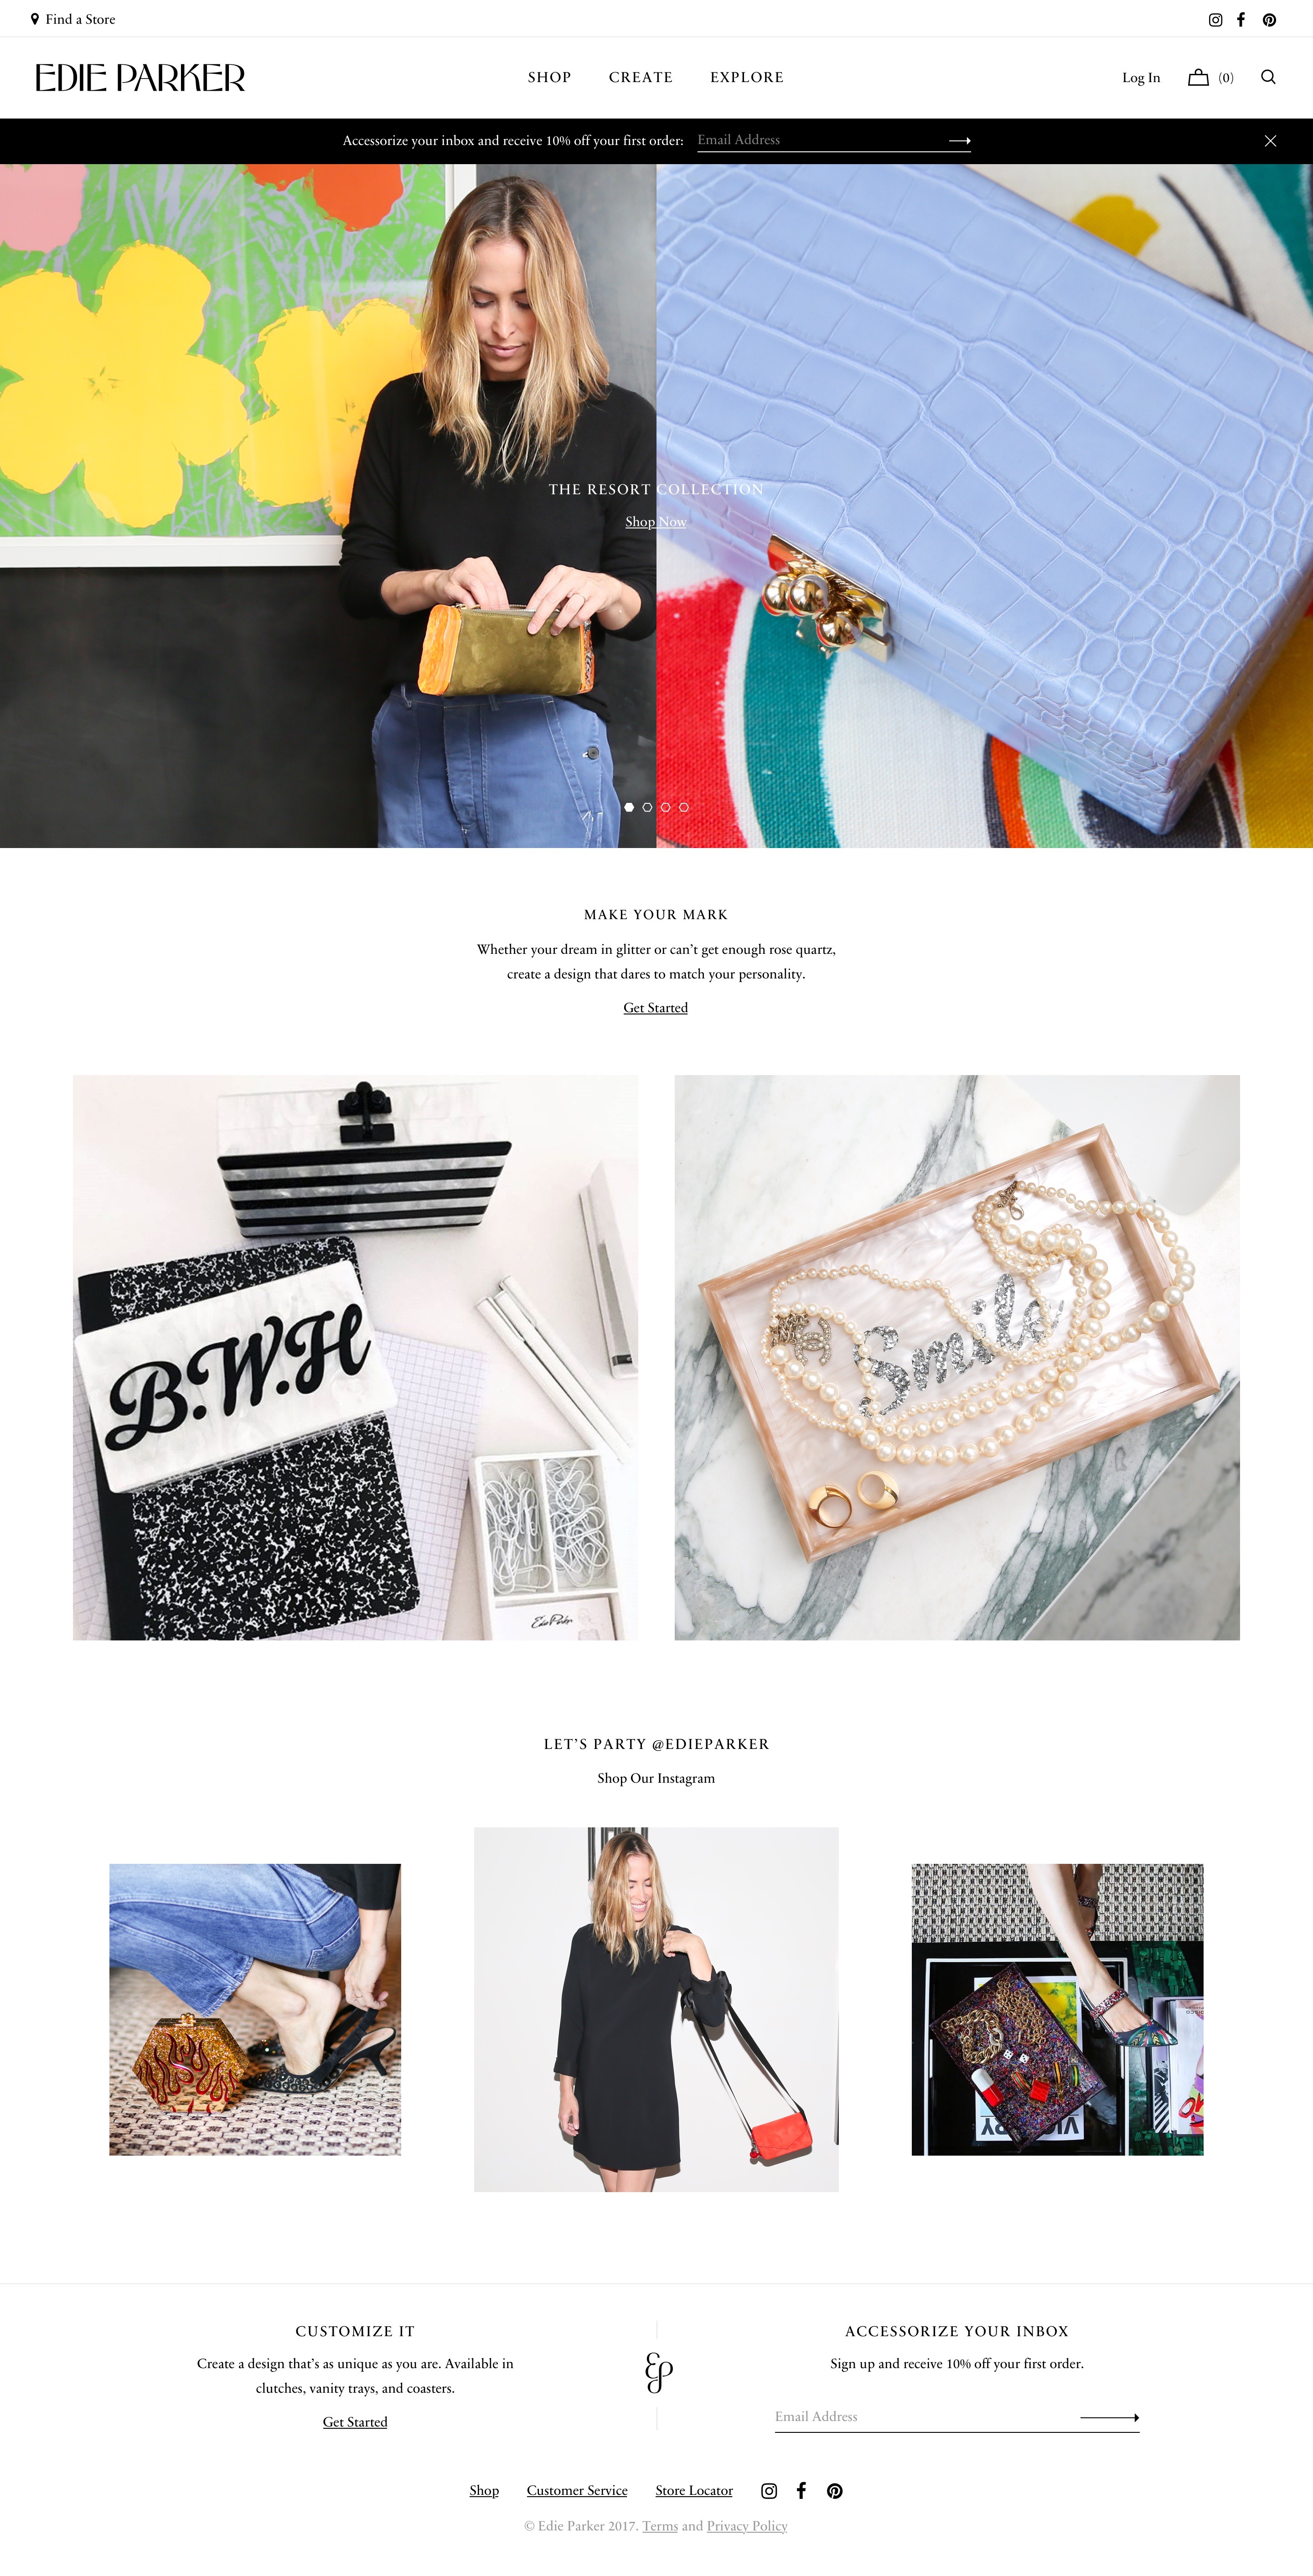 Find a Store
EDIE PARKER
SHOP CREATE EXPLORE
Log In (0)
Accessorize your inbox and receive 10% off your first order: Email Address
THE RESORT COLLECTION
Shop Now
MAKE YOUR MARK
Whether your dream in glitter or can’t get enough rose quartz,
create a design that dares to match your personality.
Get Started
B.W.H
Smile
Edie Parker
LET’S PARTY @EDIEPARKER
Shop Our Instagram
CUSTOMIZE IT
Create a design that’s as unique as you are. Available in
clutches, vanity trays, and coasters.
Get Started
ep
ACCESSORIZE YOUR INBOX
Sign up and receive 10% off your first order.
Email Address
Shop Customer Service Store Locator
© Edie Parker 2017. Terms and Privacy Policy